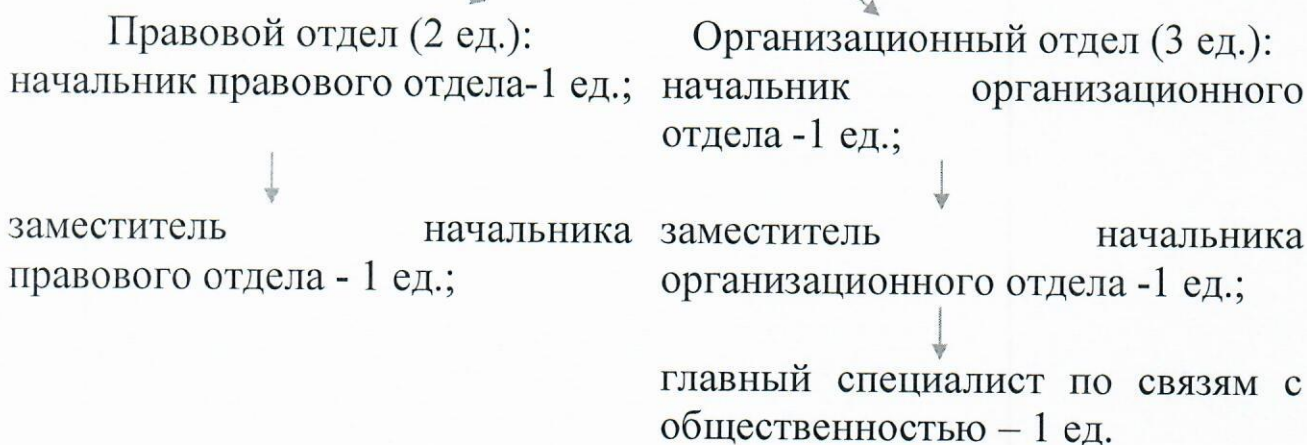 Правовой отдел (2 ед.):
начальник правового отдела-1 ед.;
заместитель начальника
правового отдела - 1 ед.;
Организационный отдел (3 ед.):
начальник организационного
отдела -1 ед.;
заместитель начальника
организационного отдела -1 ед.;
главный специалист по связям с
общественностью – 1 ед.